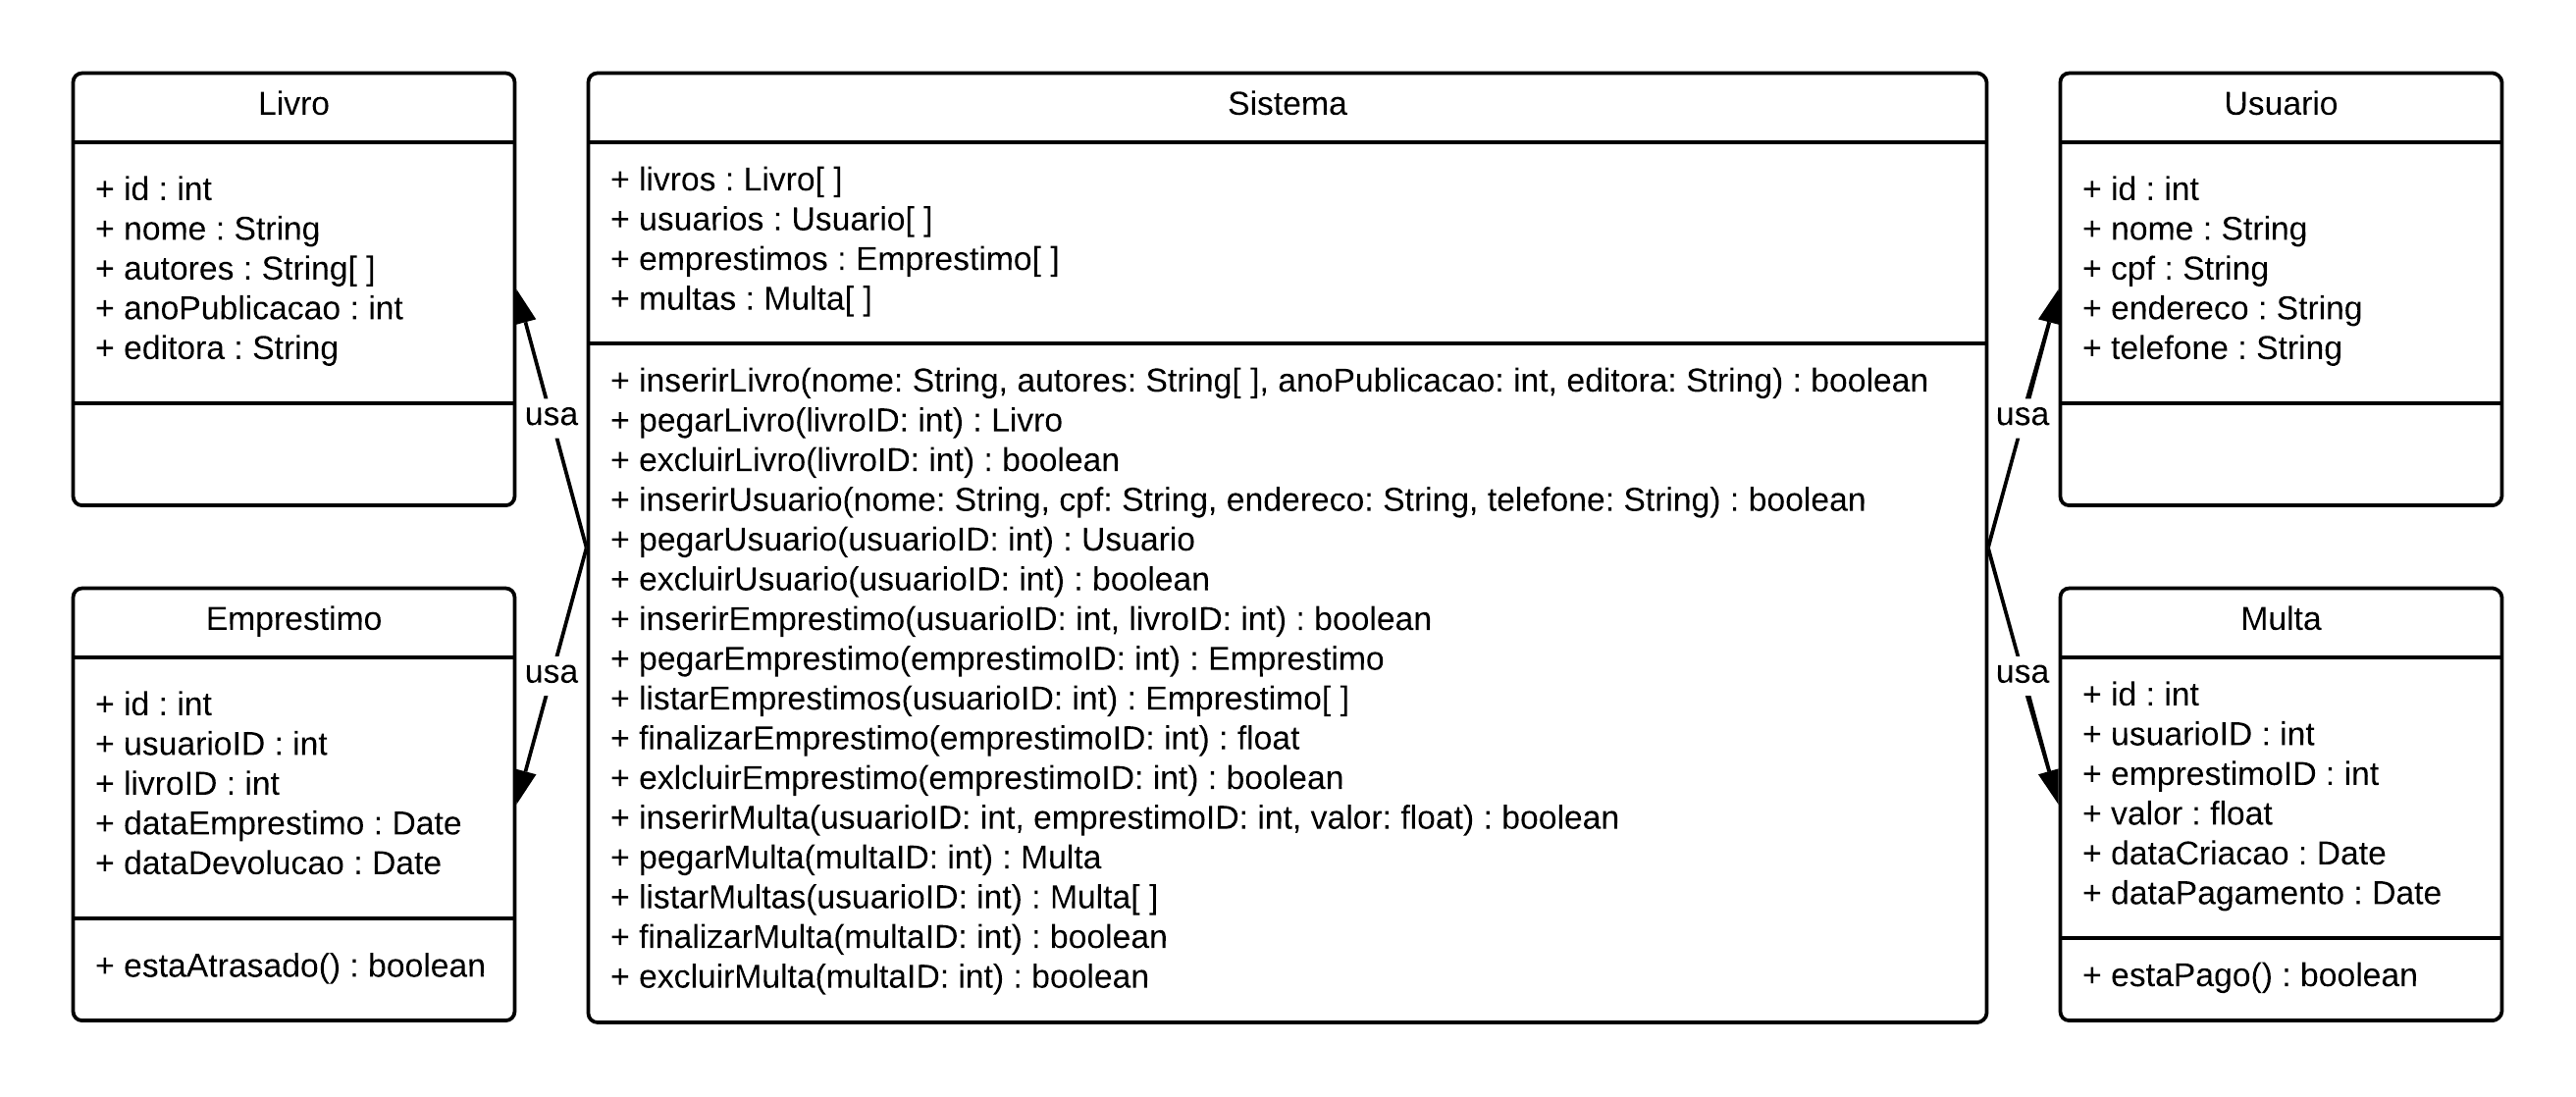 Livro
+ id : int
+ nome : String
+ autores : String[ ]
+ anoPublicacao : int
+ editora : String
Emprestimo
+ id : int
+ usuarioID : int
+ livroID : int
+ dataEmprestimo : Date
+ dataDevolucao : Date
+ estaAtrasado() : boolean
usa
usa
Sistema
+ livros : Livro[ ]
+ usuarios : Usuario[ ]
+ emprestimos : Emprestimo[ ]
+ multas : Multa[ ]
+ inserirLivro(nome: String, autores: String[ ], anoPublicacao: int, editora: String) : boolean
+ pegarLivro(livroID: int) : Livro
+ excluirLivro(livroID: int) : boolean
+ inserirUsuario(nome: String, cpf: String, endereco: String, telefone: String) : boolean
+ pegarUsuario(usuarioID: int) : Usuario
+ excluirUsuario(usuarioID: int) : boolean
+ inserirEmprestimo(usuarioID: int, livroID: int) : boolean
+ pegarEmprestimo(emprestimoID: int) : Emprestimo
+ listarEmprestimos(usuarioID: int) : Emprestimo[ ]
+ finalizarEmprestimo(emprestimoID: int) : float
+ exlcluirEmprestimo(emprestimoID: int) : boolean
+ inserirMulta(usuarioID: int, emprestimoID: int, valor: float) : boolean
+ pegarMulta(multaID: int) : Multa
+ listarMultas(usuarioID: int) : Multa[ ]
+ finalizarMulta(multaID: int) : boolean
+ excluirMulta(multaID: int) : boolean
usa
usa
Usuario
+ id : int
+ nome : String
+ cpf : String
+ endereco : String
+ telefone : String
Multa
+ id : int
+ usuarioID : int
+ emprestimoID : int
+ valor : float
+ dataCriacao : Date
+ dataPagamento : Date
+ estaPago() : boolean